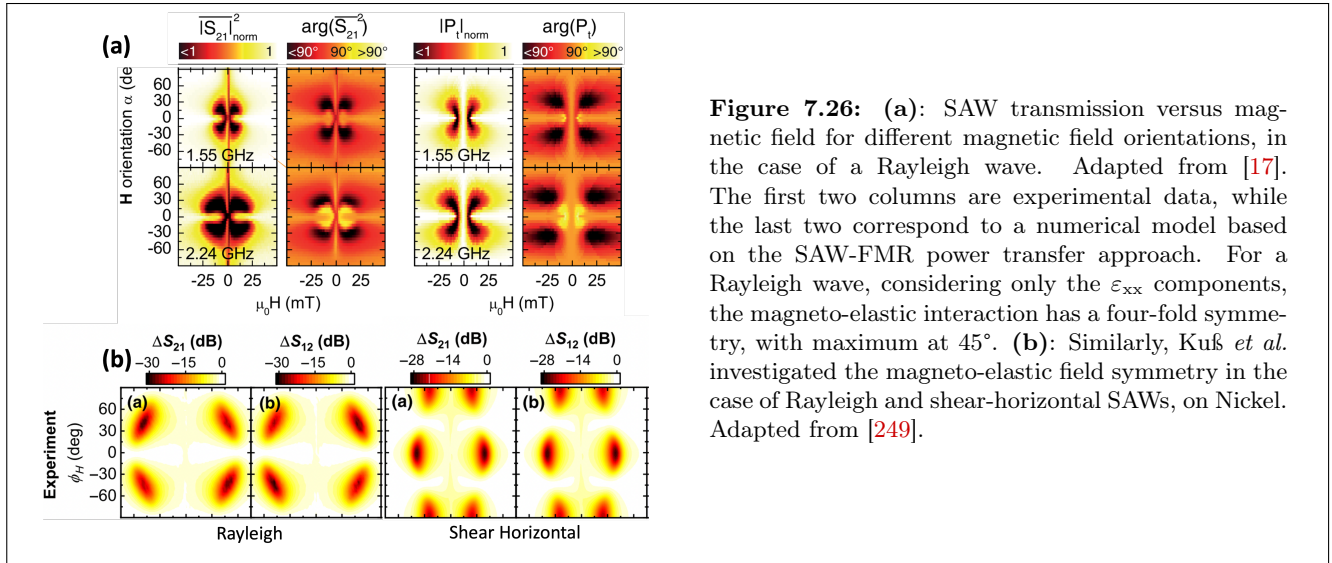 (a)
|S21|²norm arg(S21²) |Pt|norm arg(Pt)
<1 1 <90° 90° >90° <1 1 <90° 90° >90°
H orientation α (de
60
30
0
-30
-60
1.55 GHz 1.55 GHz
60
30
0
-30
-60
2.24 GHz 2.24 GHz
-25 0 25 -25 0 25 -25 0 25 -25 0 25
μ0H (mT) μ0H (mT)
(b)
ΔS21 (dB) ΔS12 (dB) ΔS21 (dB) ΔS12 (dB)
−30 −15 0 −30 −15 0 −28 −14 0 −28 −14 0
(a) (b) (a) (b)
Experiment
ϕH (deg)
60
30
0
−30
−60
Rayleigh Shear Horizontal
Figure 7.26: (a): SAW transmission versus mag-
netic field for different magnetic field orientations, in
the case of a Rayleigh wave. Adapted from [17].
The first two columns are experimental data, while
the last two correspond to a numerical model based
on the SAW-FMR power transfer approach. For a
Rayleigh wave, considering only the εxx components,
the magneto-elastic interaction has a four-fold symme-
try, with maximum at 45°. (b): Similarly, Kuß et al.
investigated the magneto-elastic field symmetry in the
case of Rayleigh and shear-horizontal SAWs, on Nickel.
Adapted from [249].